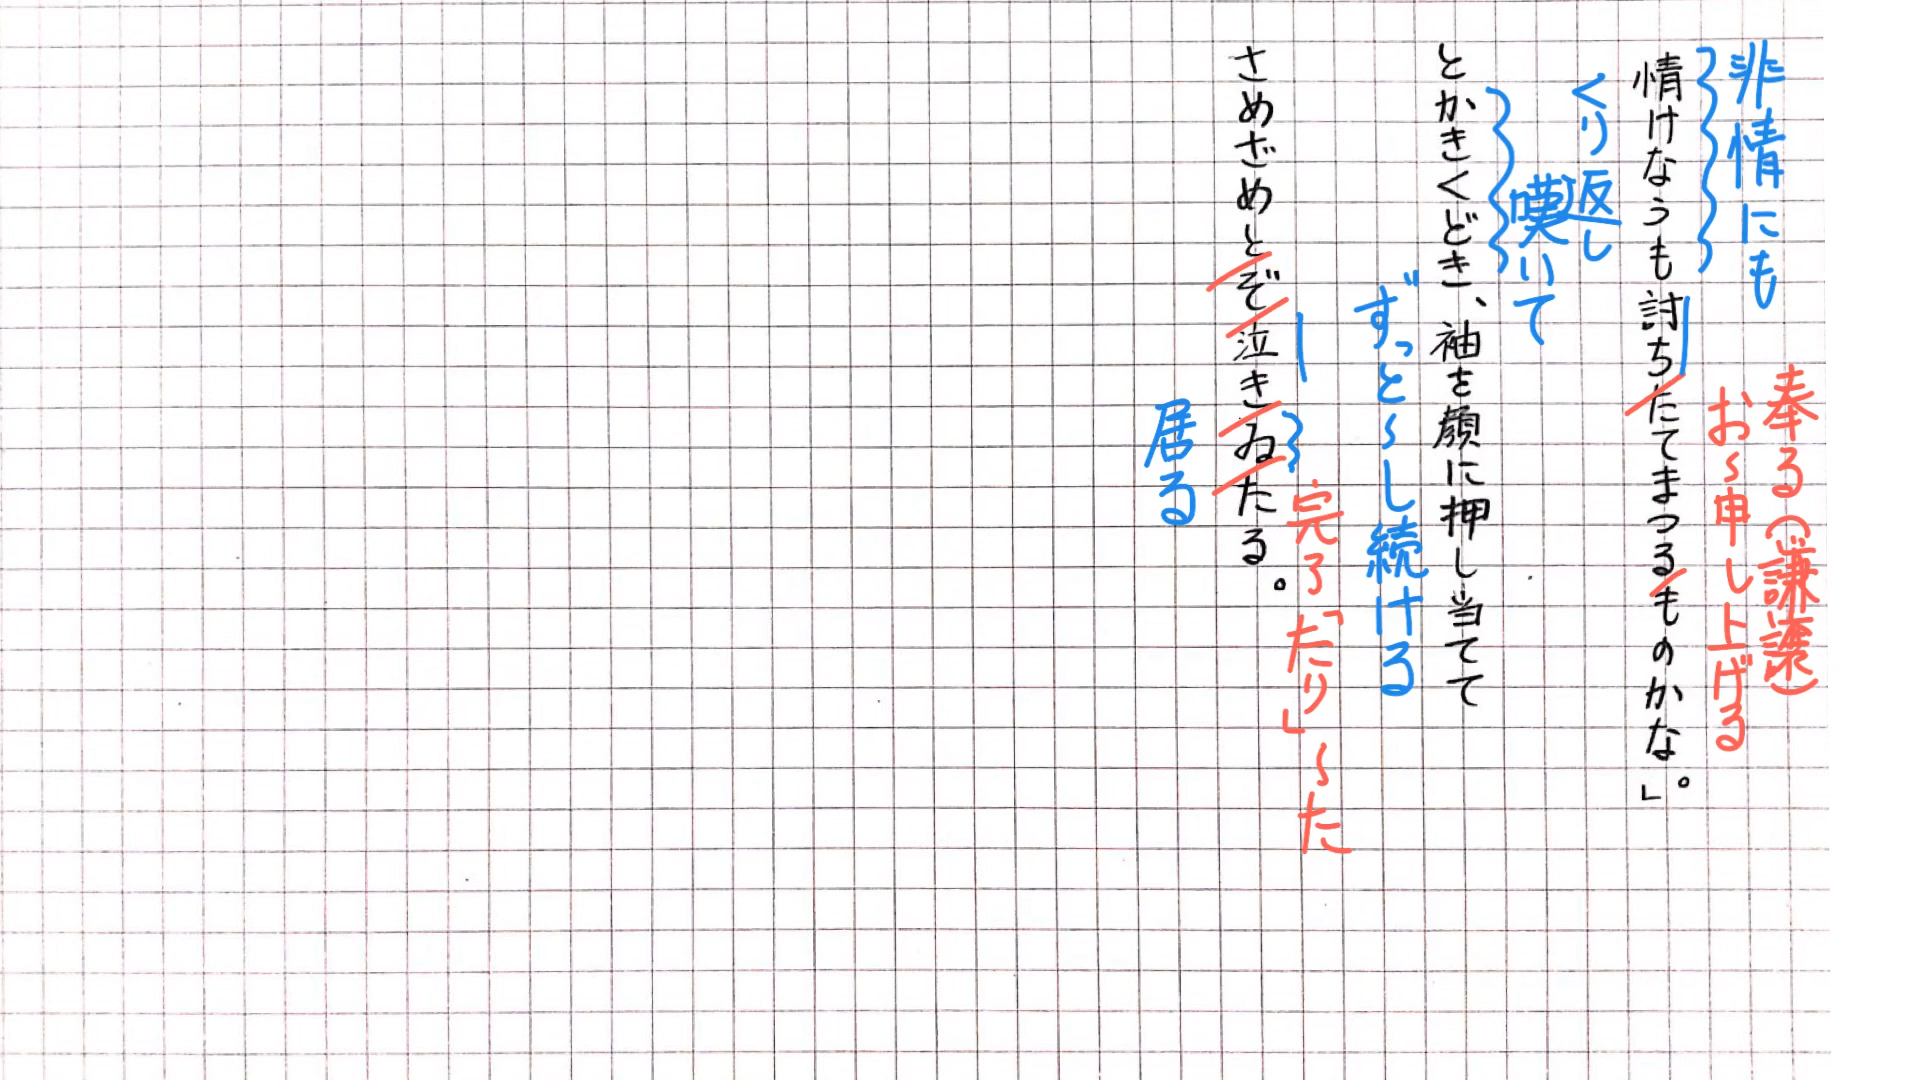 非情にも
奉る(謙譲)
お~申し上げる
情けなうも討ちたてまつるものかな。」
くり返し
嘆いて
とかきくどき、袖を顔に押し当てて
ずっと~し続ける
完了「たり」~た
さめざめとぞ泣きゐたる。
居る